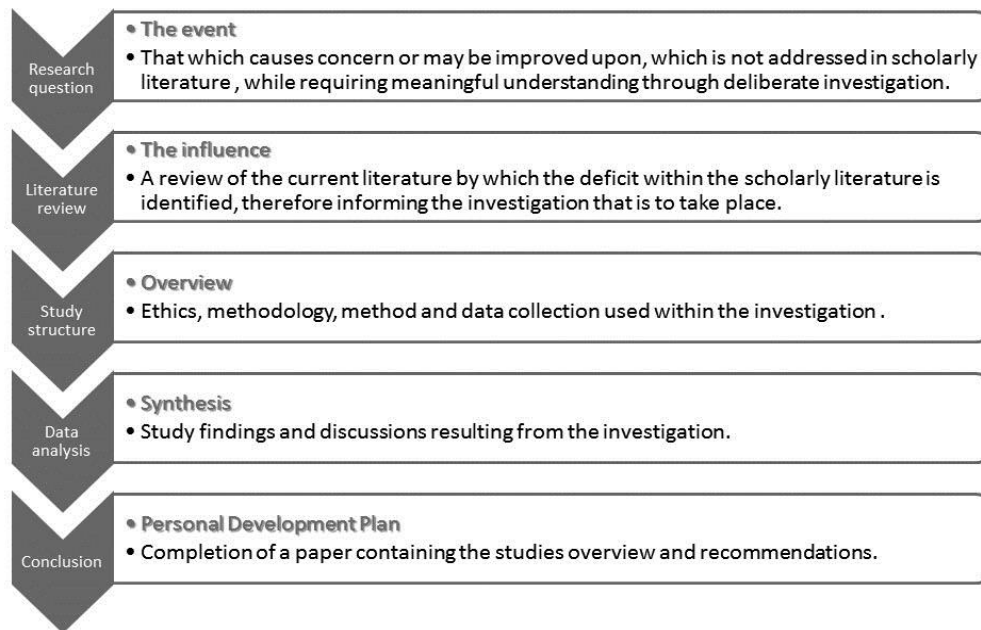 Research
question
• The event
• That which causes concern or may be improved upon, which is not addressed in scholarly
literature , while requiring meaningful understanding through deliberate investigation.
Literature
review
• The influence
• A review of the current literature by which the deficit within the scholarly literature is
identified, therefore informing the investigation that is to take place.
Study
structure
• Overview
• Ethics, methodology, method and data collection used within the investigation .
Data
analysis
• Synthesis
• Study findings and discussions resulting from the investigation.
Conclusion
• Personal Development Plan
• Completion of a paper containing the studies overview and recommendations.